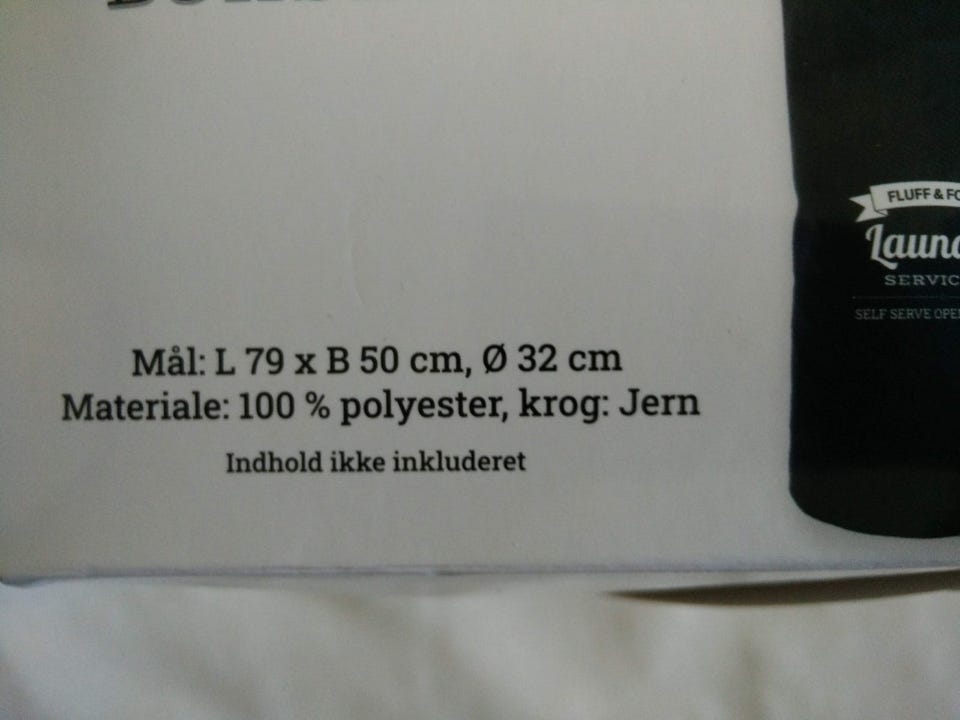 FLUFF & FO
Laund
SERVIC
SELF SERVE OPE
Mål: L 79 x B 50 cm, Ø 32 cm
Materiale: 100 % polyester, krog: Jern
Indhold ikke inkluderet